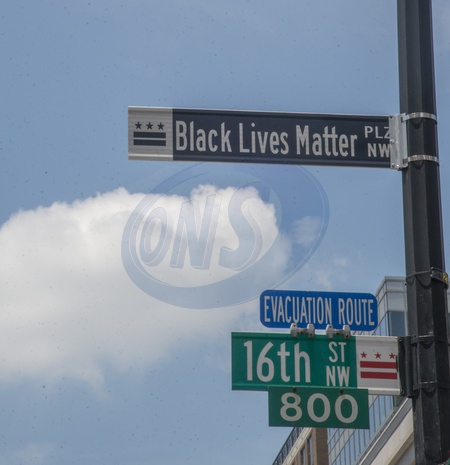 Black Lives Matter PLZ NW
ONS
EVACUATION ROUTE
16th ST NW
800